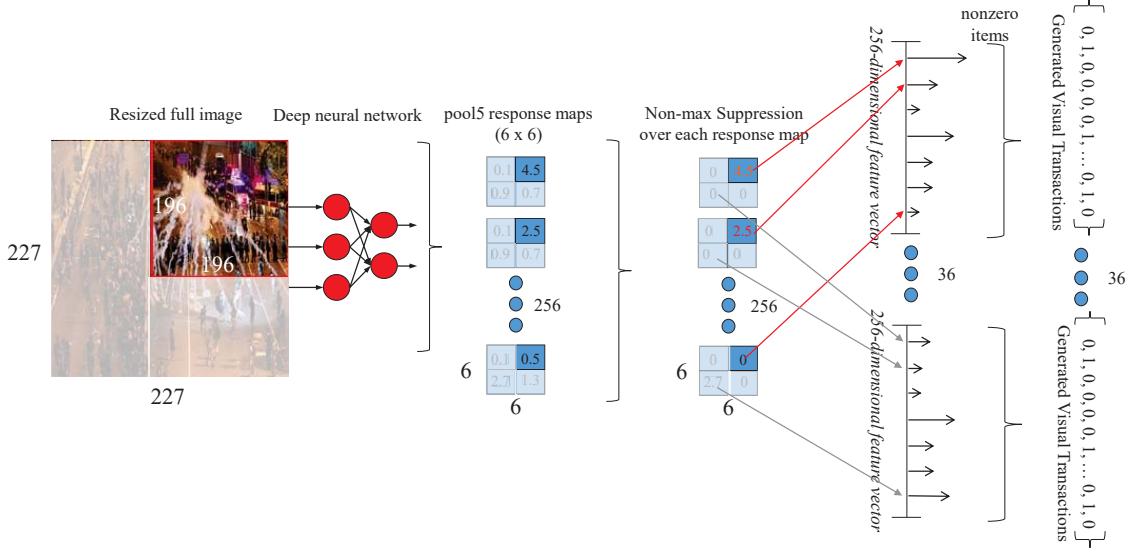 Resized full image
196
196
227
227
Deep neural network
pool5 response maps
(6 x 6)
0.1 4.5
0.9 0.7
0.1 2.5
0.9 0.7
256
0.5
2.7 1.3
6
6
Non-max Suppression
over each response map
0 4.5
0 0
0 2.5
0 0
256
0 0
2.7 0
6
6
256-dimensional feature vector
36
256-dimensional feature vector
nonzero
items
0, 1, 0, 0, 0, 0, 1, … 0, 1, 0
Generated Visual Transactions
36
0, 1, 0, 0, 0, 0, 1, … 0, 1, 0
Generated Visual Transactions